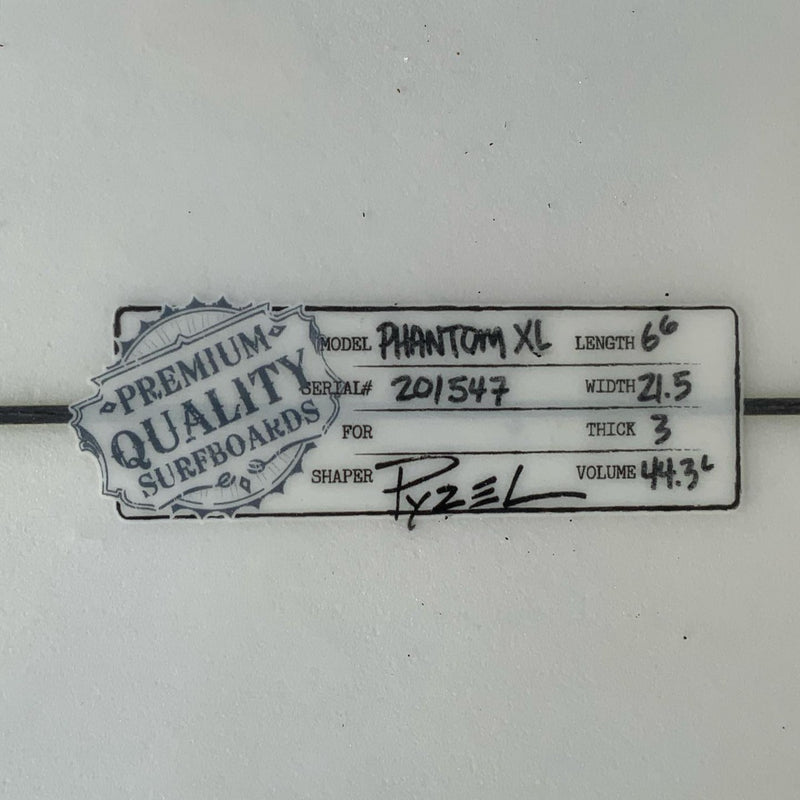 PREMIUM
QUALITY
SURFBOARDS
MODEL PHANTOM XL LENGTH 6⁶
SERIAL# 201547 WIDTH 21.5
FOR THICK 3
SHAPER PYZEL VOLUME 44.3L